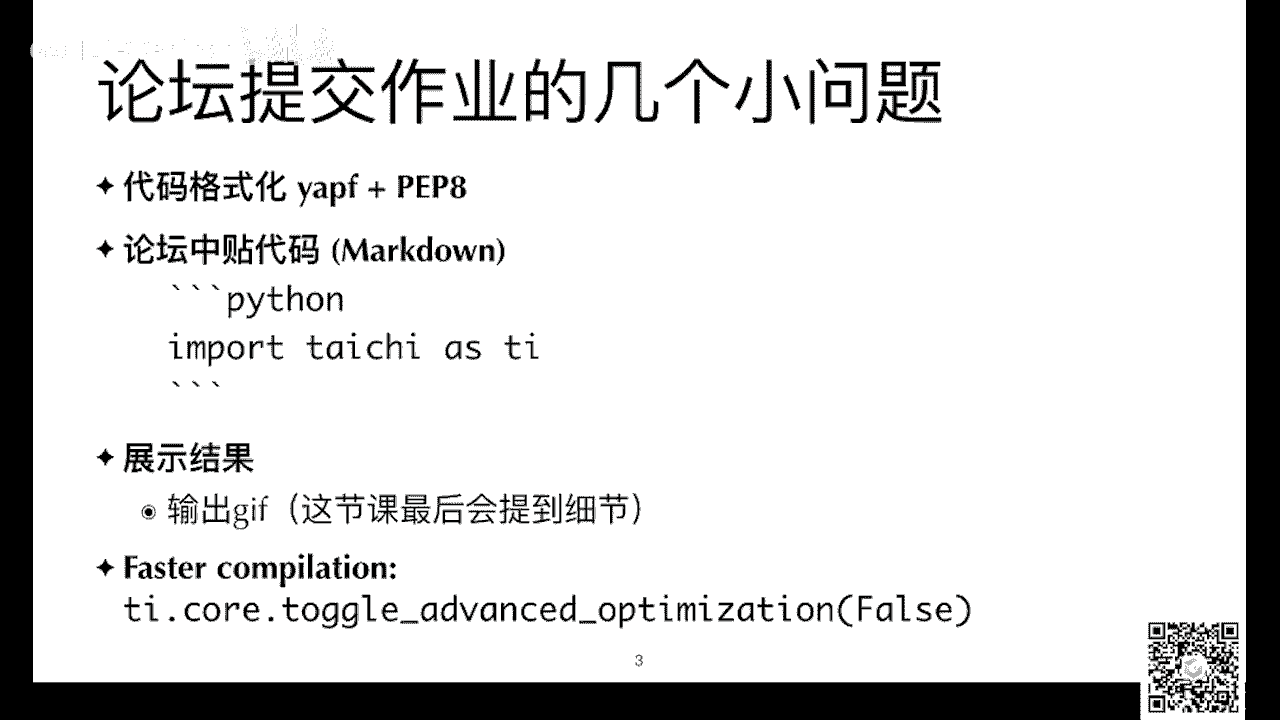 论坛提交作业的几个小问题
✦ 代码格式化 yapf + PEP8
✦ 论坛中贴代码 (Markdown)
```python
import taichi as ti
```
✦ 展示结果
◉ 输出gif（这节课最后会提到细节）
✦ Faster compilation:
ti.core.toggle_advanced_optimization(False)
3